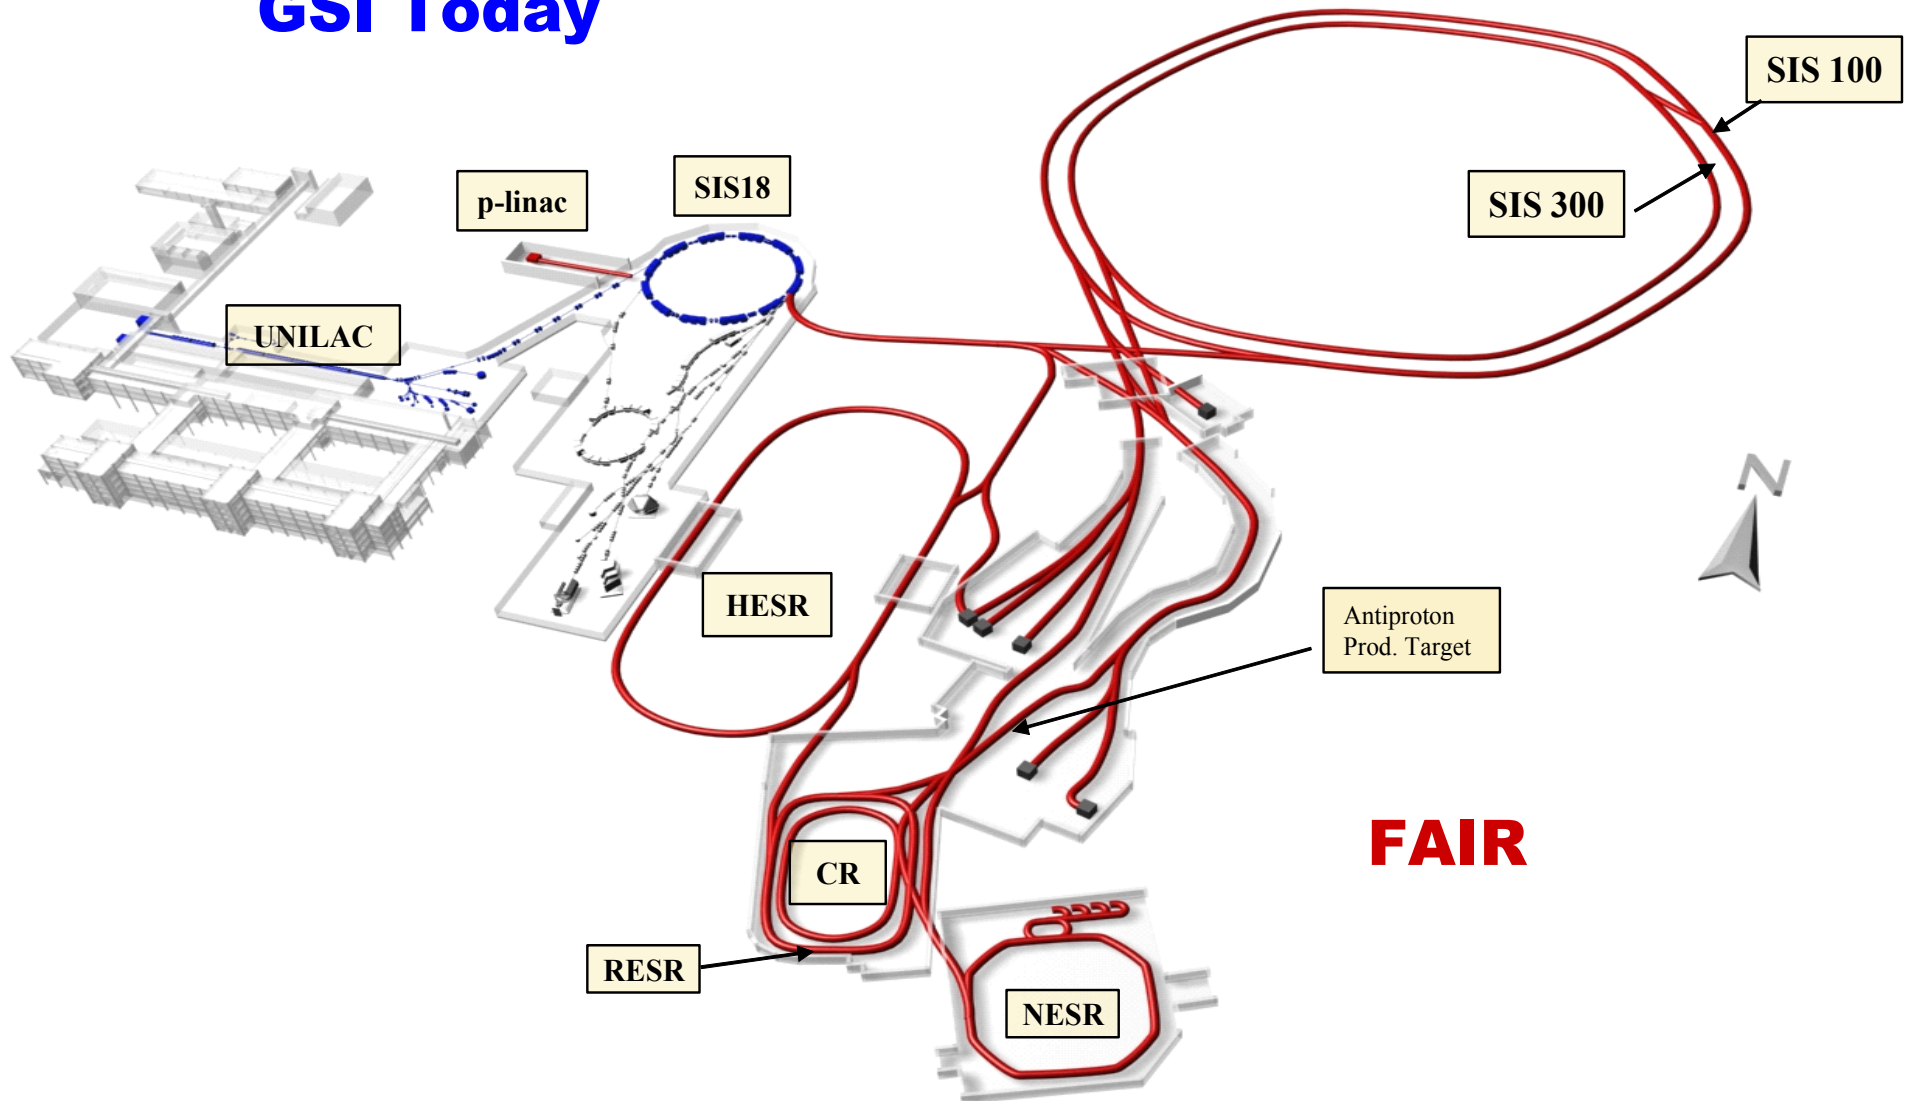 GSI Today
SIS 100
p-linac
SIS18
SIS 300
UNILAC
N
HESR
Antiproton
Prod. Target
FAIR
CR
RESR
NESR